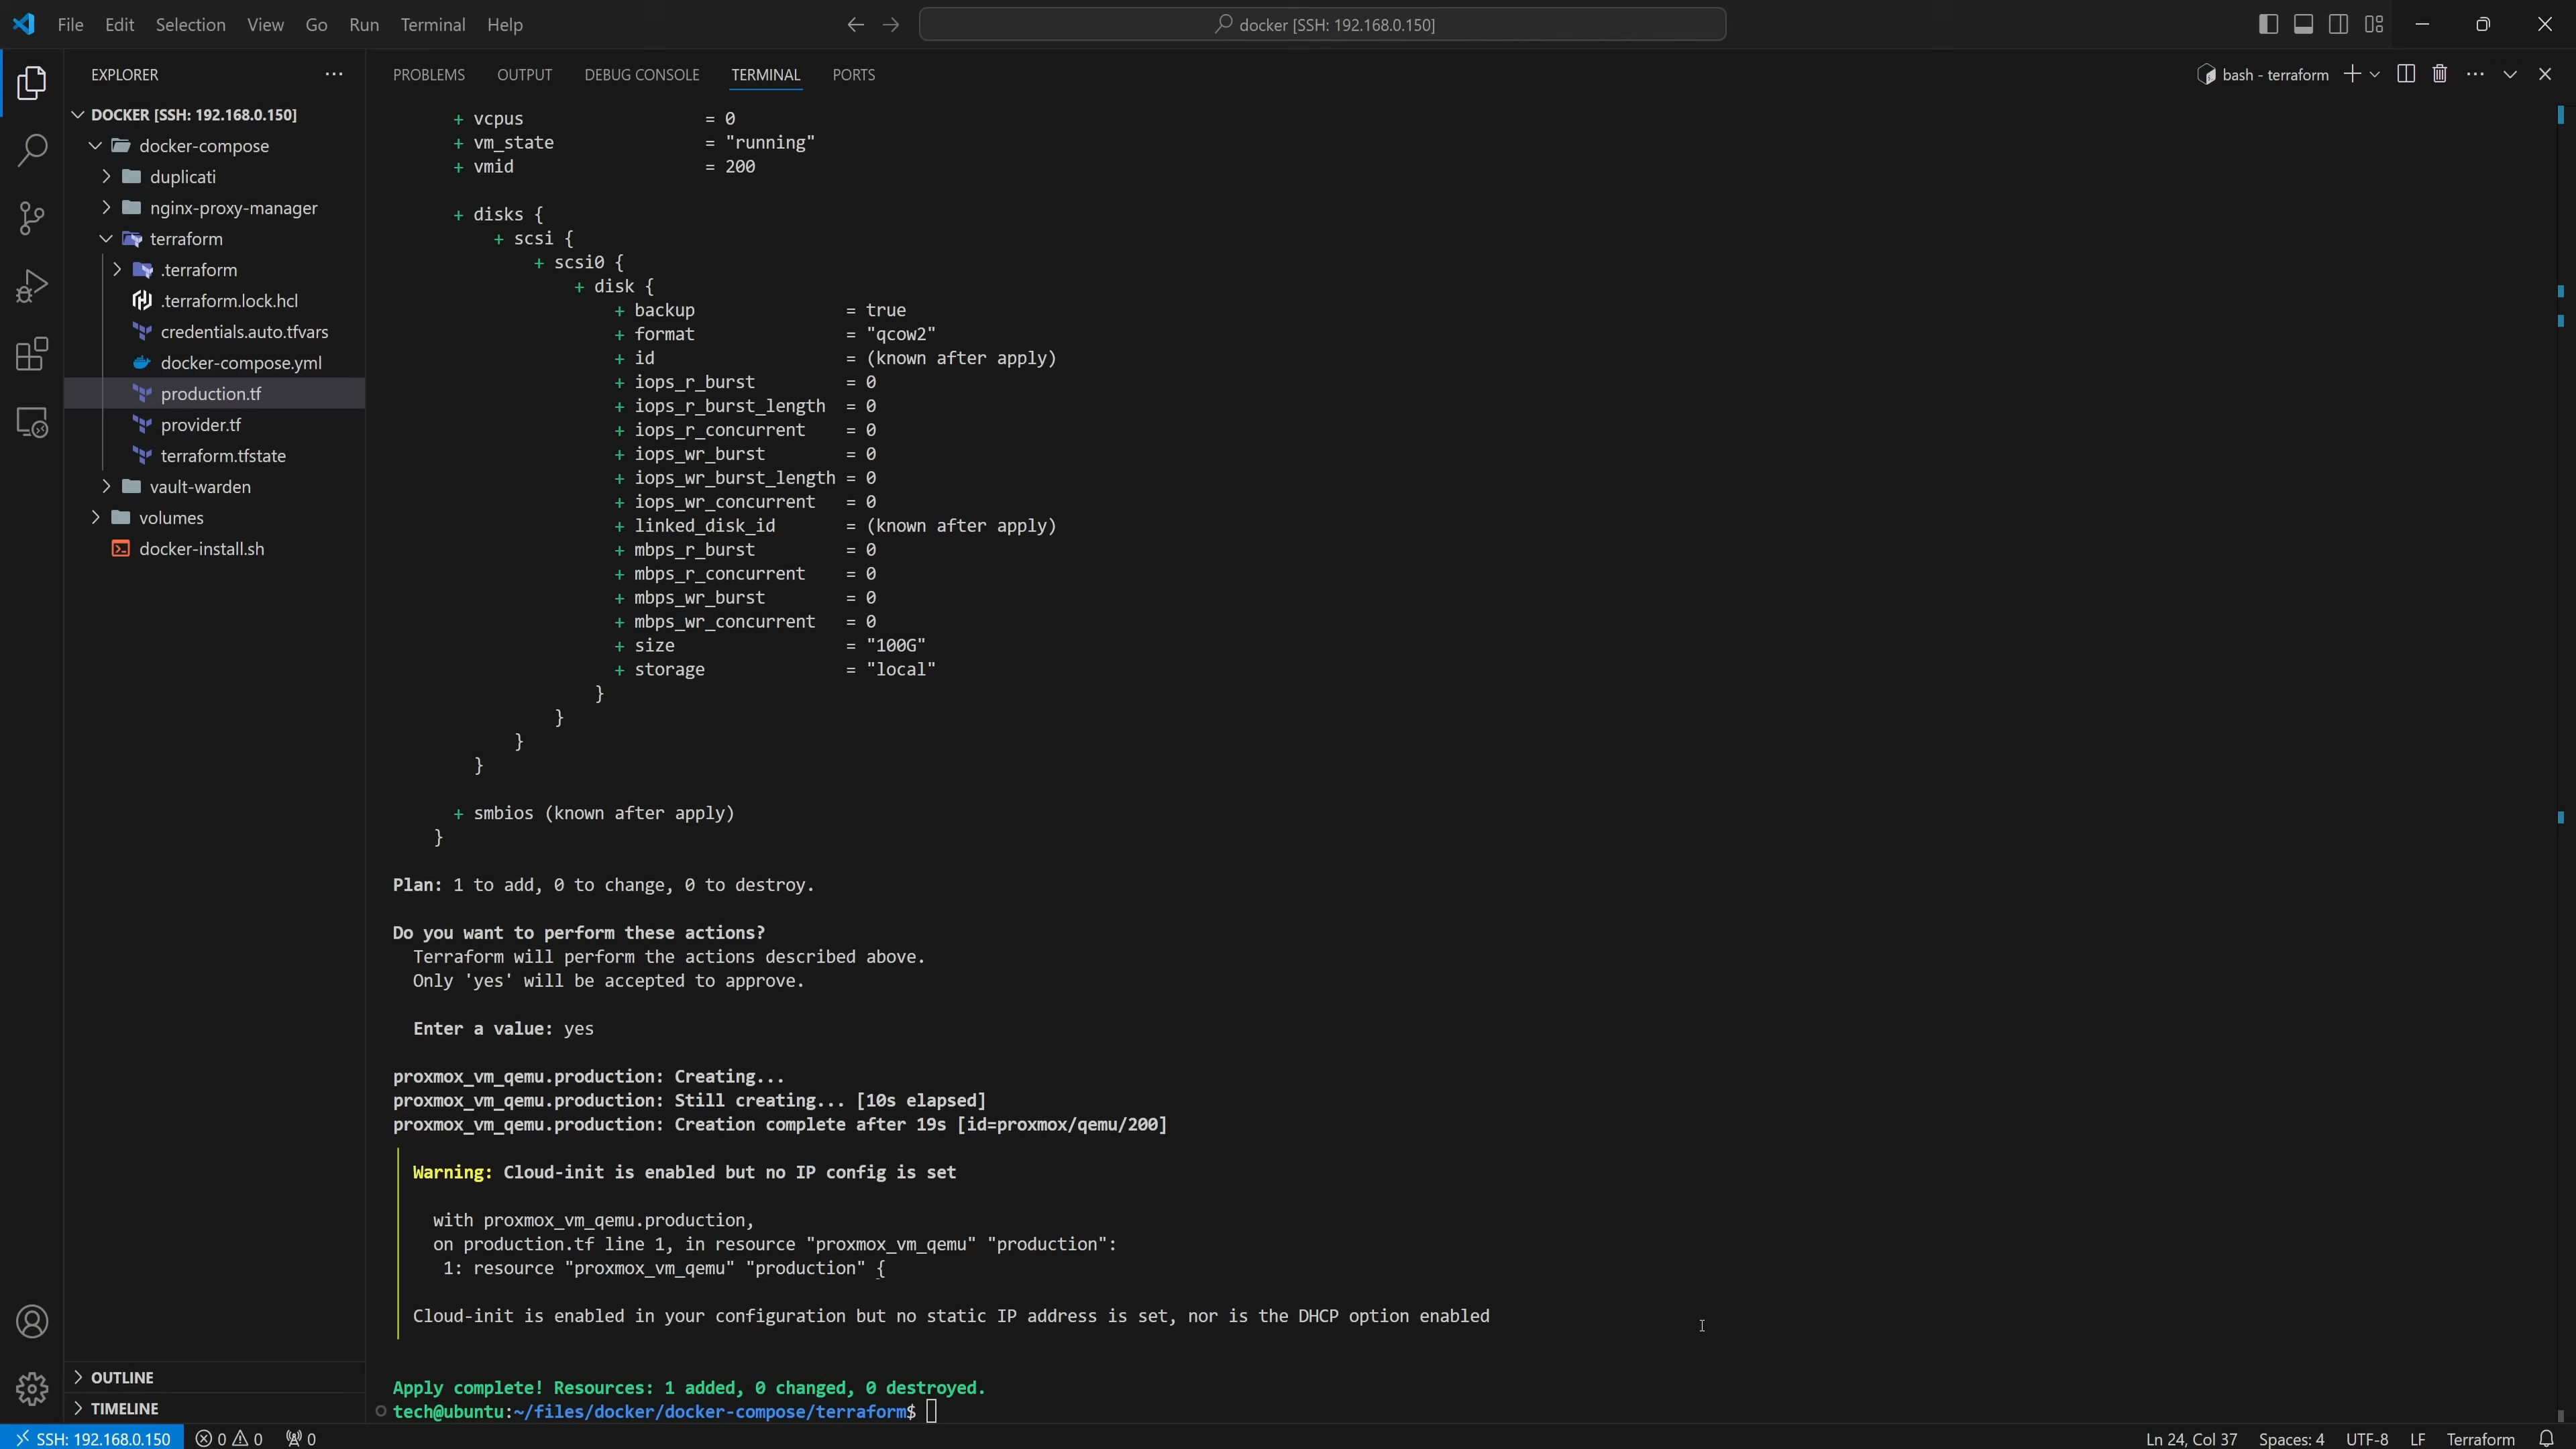 File Edit Selection View Go Run Terminal Help
docker [SSH: 192.168.0.150]
EXPLORER
DOCKER [SSH: 192.168.0.150]
docker-compose
duplicati
nginx-proxy-manager
terraform
.terraform
.terraform.lock.hcl
credentials.auto.tfvars
docker-compose.yml
production.tf
provider.tf
terraform.tfstate
vault-warden
volumes
docker-install.sh
OUTLINE
TIMELINE
PROBLEMS OUTPUT DEBUG CONSOLE TERMINAL PORTS
bash - terraform
+ vcpus = 0
+ vm_state = "running"
+ vmid = 200
+ disks {
+ scsi {
+ scsi0 {
+ disk {
+ backup = true
+ format = "qcow2"
+ id = (known after apply)
+ iops_r_burst = 0
+ iops_r_burst_length = 0
+ iops_r_concurrent = 0
+ iops_wr_burst = 0
+ iops_wr_burst_length = 0
+ iops_wr_concurrent = 0
+ linked_disk_id = (known after apply)
+ mbps_r_burst = 0
+ mbps_r_concurrent = 0
+ mbps_wr_burst = 0
+ mbps_wr_concurrent = 0
+ size = "100G"
+ storage = "local"
}
}
}
}
+ smbios (known after apply)
}
Plan: 1 to add, 0 to change, 0 to destroy.
Do you want to perform these actions?
Terraform will perform the actions described above.
Only 'yes' will be accepted to approve.
Enter a value: yes
proxmox_vm_qemu.production: Creating...
proxmox_vm_qemu.production: Still creating... [10s elapsed]
proxmox_vm_qemu.production: Creation complete after 19s [id=proxmox/qemu/200]
Warning: Cloud-init is enabled but no IP config is set
with proxmox_vm_qemu.production,
on production.tf line 1, in resource "proxmox_vm_qemu" "production":
1: resource "proxmox_vm_qemu" "production" {
Cloud-init is enabled in your configuration but no static IP address is set, nor is the DHCP option enabled
Apply complete! Resources: 1 added, 0 changed, 0 destroyed.
tech@ubuntu:~/files/docker/docker-compose/terraform$
SSH: 192.168.0.150 0 0 0
Ln 24, Col 37 Spaces: 4 UTF-8 LF Terraform